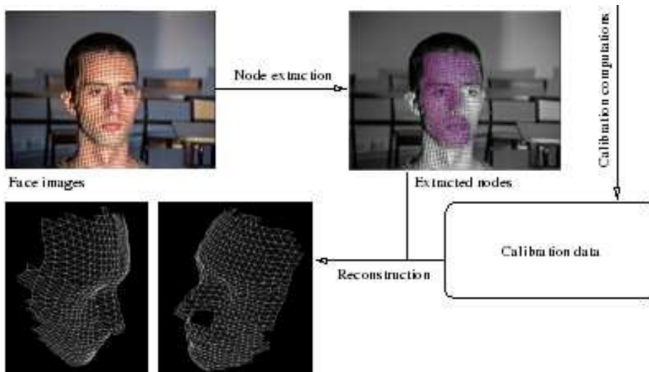 Node extraction
Calibration computations
Face images
Extracted nodes
Calibration data
Reconstruction